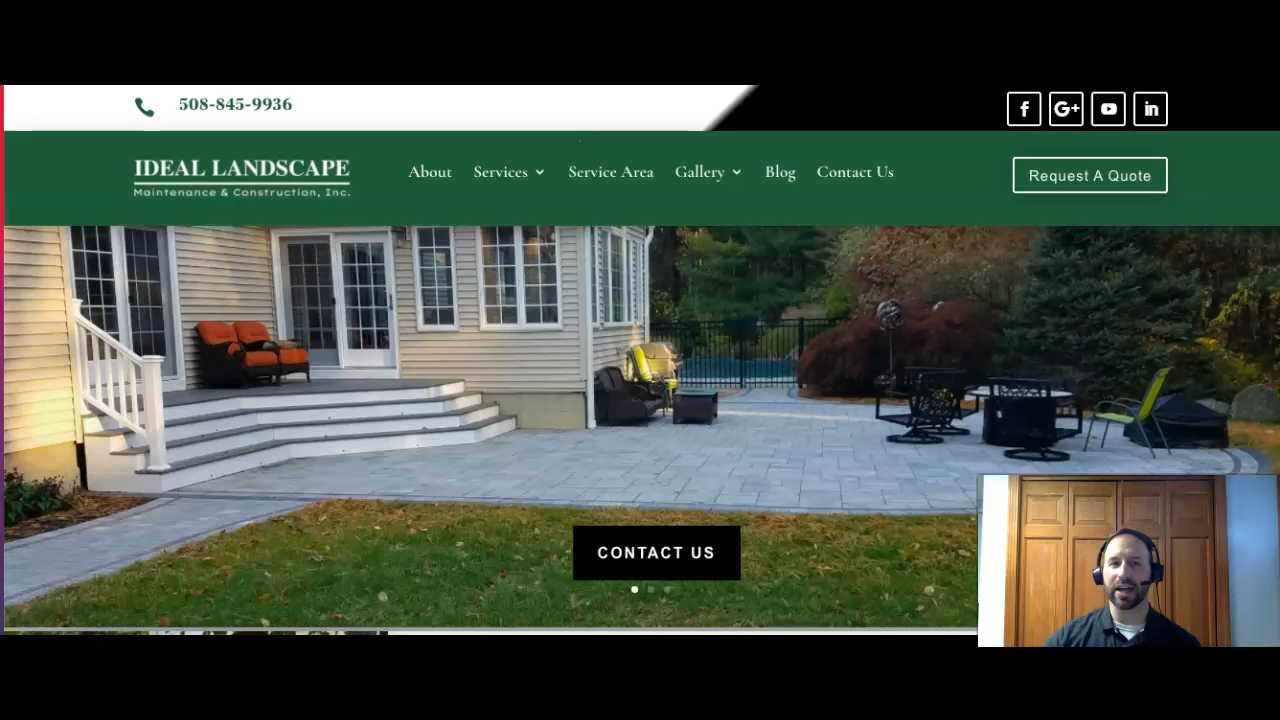 508-845-9936
G+
in
IDEAL LANDSCAPE
Maintenance & Construction, Inc.
About Services Service Area Gallery Blog Contact Us
Request A Quote
CONTACT US